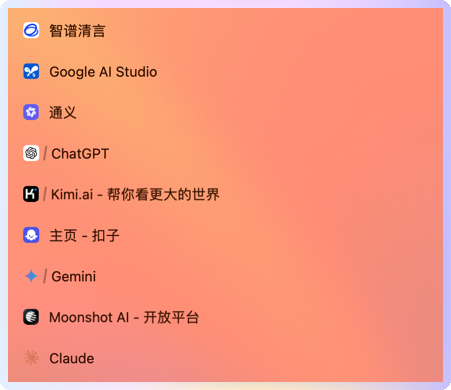 智谱清言
Google AI Studio
通义
/ ChatGPT
/ Kimi.ai - 帮你看更大的世界
主页 - 扣子
/ Gemini
Moonshot AI - 开放平台
Claude